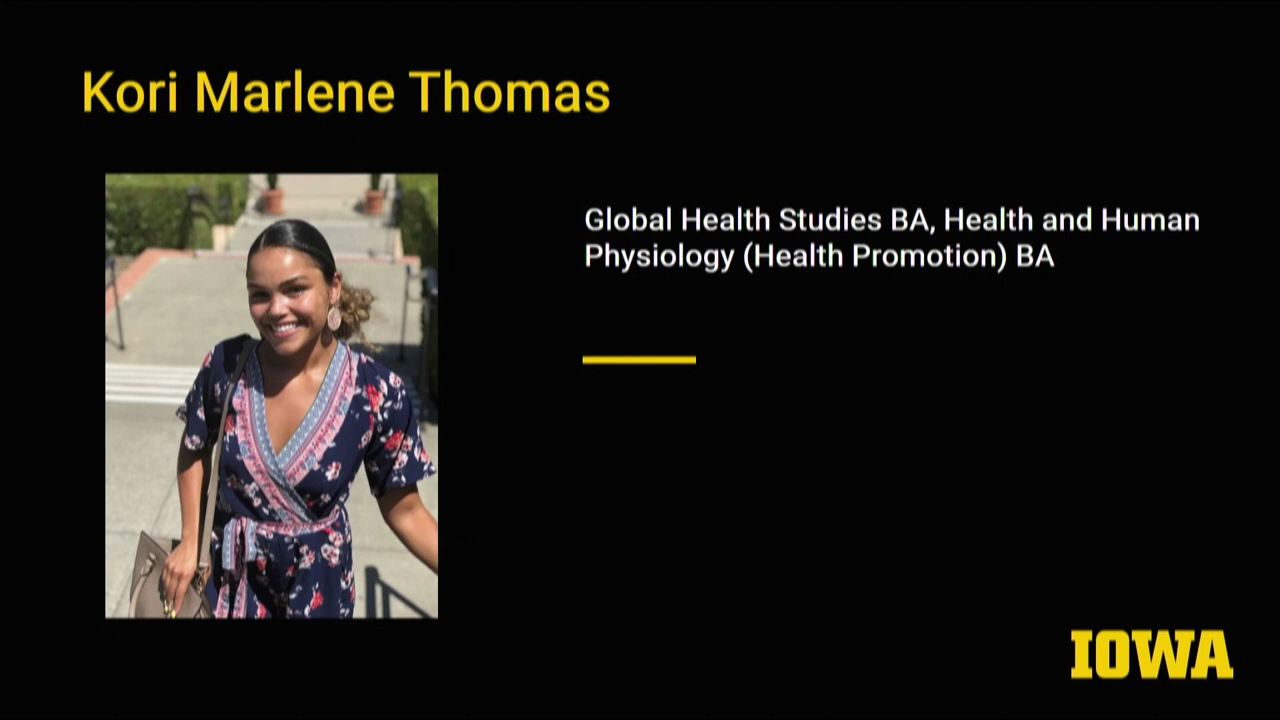 Kori Marlene Thomas
Global Health Studies BA, Health and Human
Physiology (Health Promotion) BA
IOWA